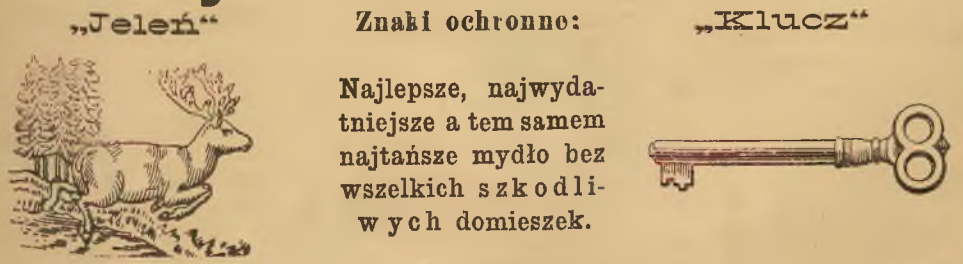 „Jeleń“
Znaki ochronne:
„Klucz“
Najlepsze, najwyda-
tniejsze a tem samem
najtańsze mydło bez
wszelkich szkodli-
wych domieszek.